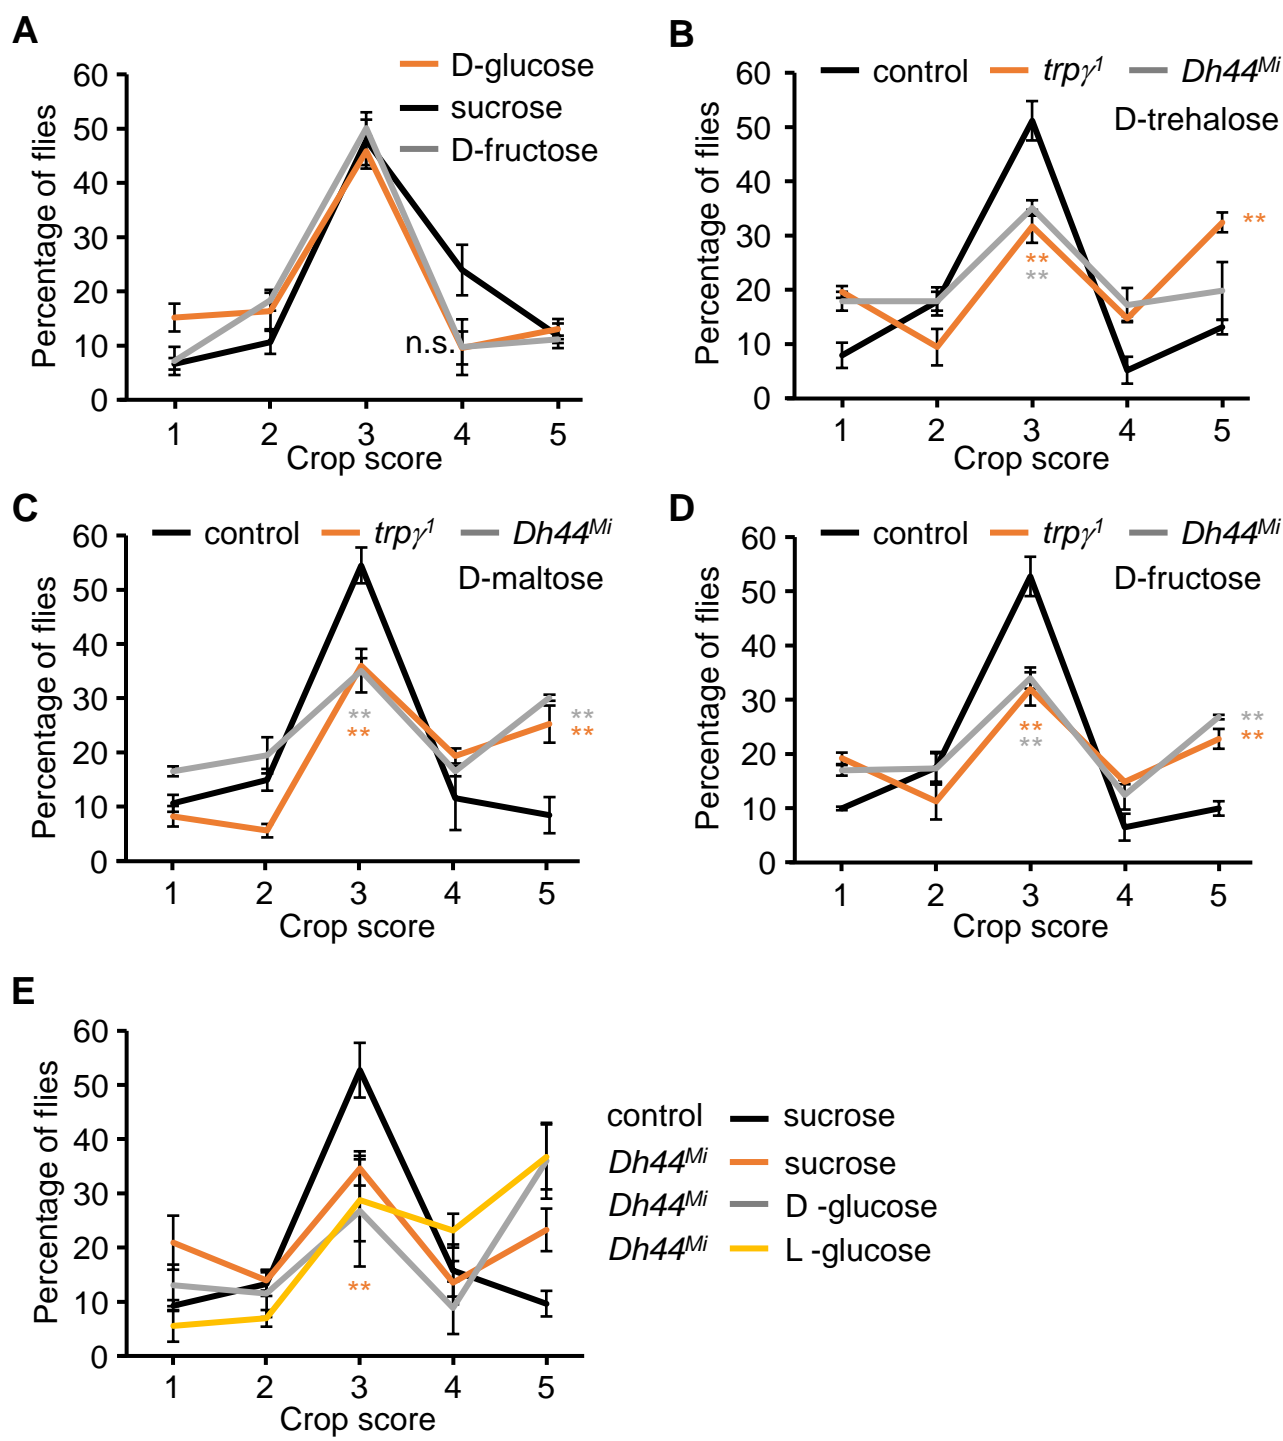 A
D-glucose
sucrose
D-fructose
Percentage of flies
60
50
40
30
20
10
0
n.s.
1 2 3 4 5
Crop score
B
control trpγ¹ Dh44ᴹⁱ
D-trehalose
Percentage of flies
60
50
40
30
20
10
0
**
**
**
1 2 3 4 5
Crop score
C
control trpγ¹ Dh44ᴹⁱ
D-maltose
Percentage of flies
60
50
40
30
20
10
0
** **
** **
1 2 3 4 5
Crop score
D
control trpγ¹ Dh44ᴹⁱ
D-fructose
Percentage of flies
60
50
40
30
20
10
0
** **
** **
1 2 3 4 5
Crop score
E
Percentage of flies
60
50
40
30
20
10
0
**
1 2 3 4 5
Crop score
control sucrose
Dh44ᴹⁱ sucrose
Dh44ᴹⁱ D -glucose
Dh44ᴹⁱ L -glucose